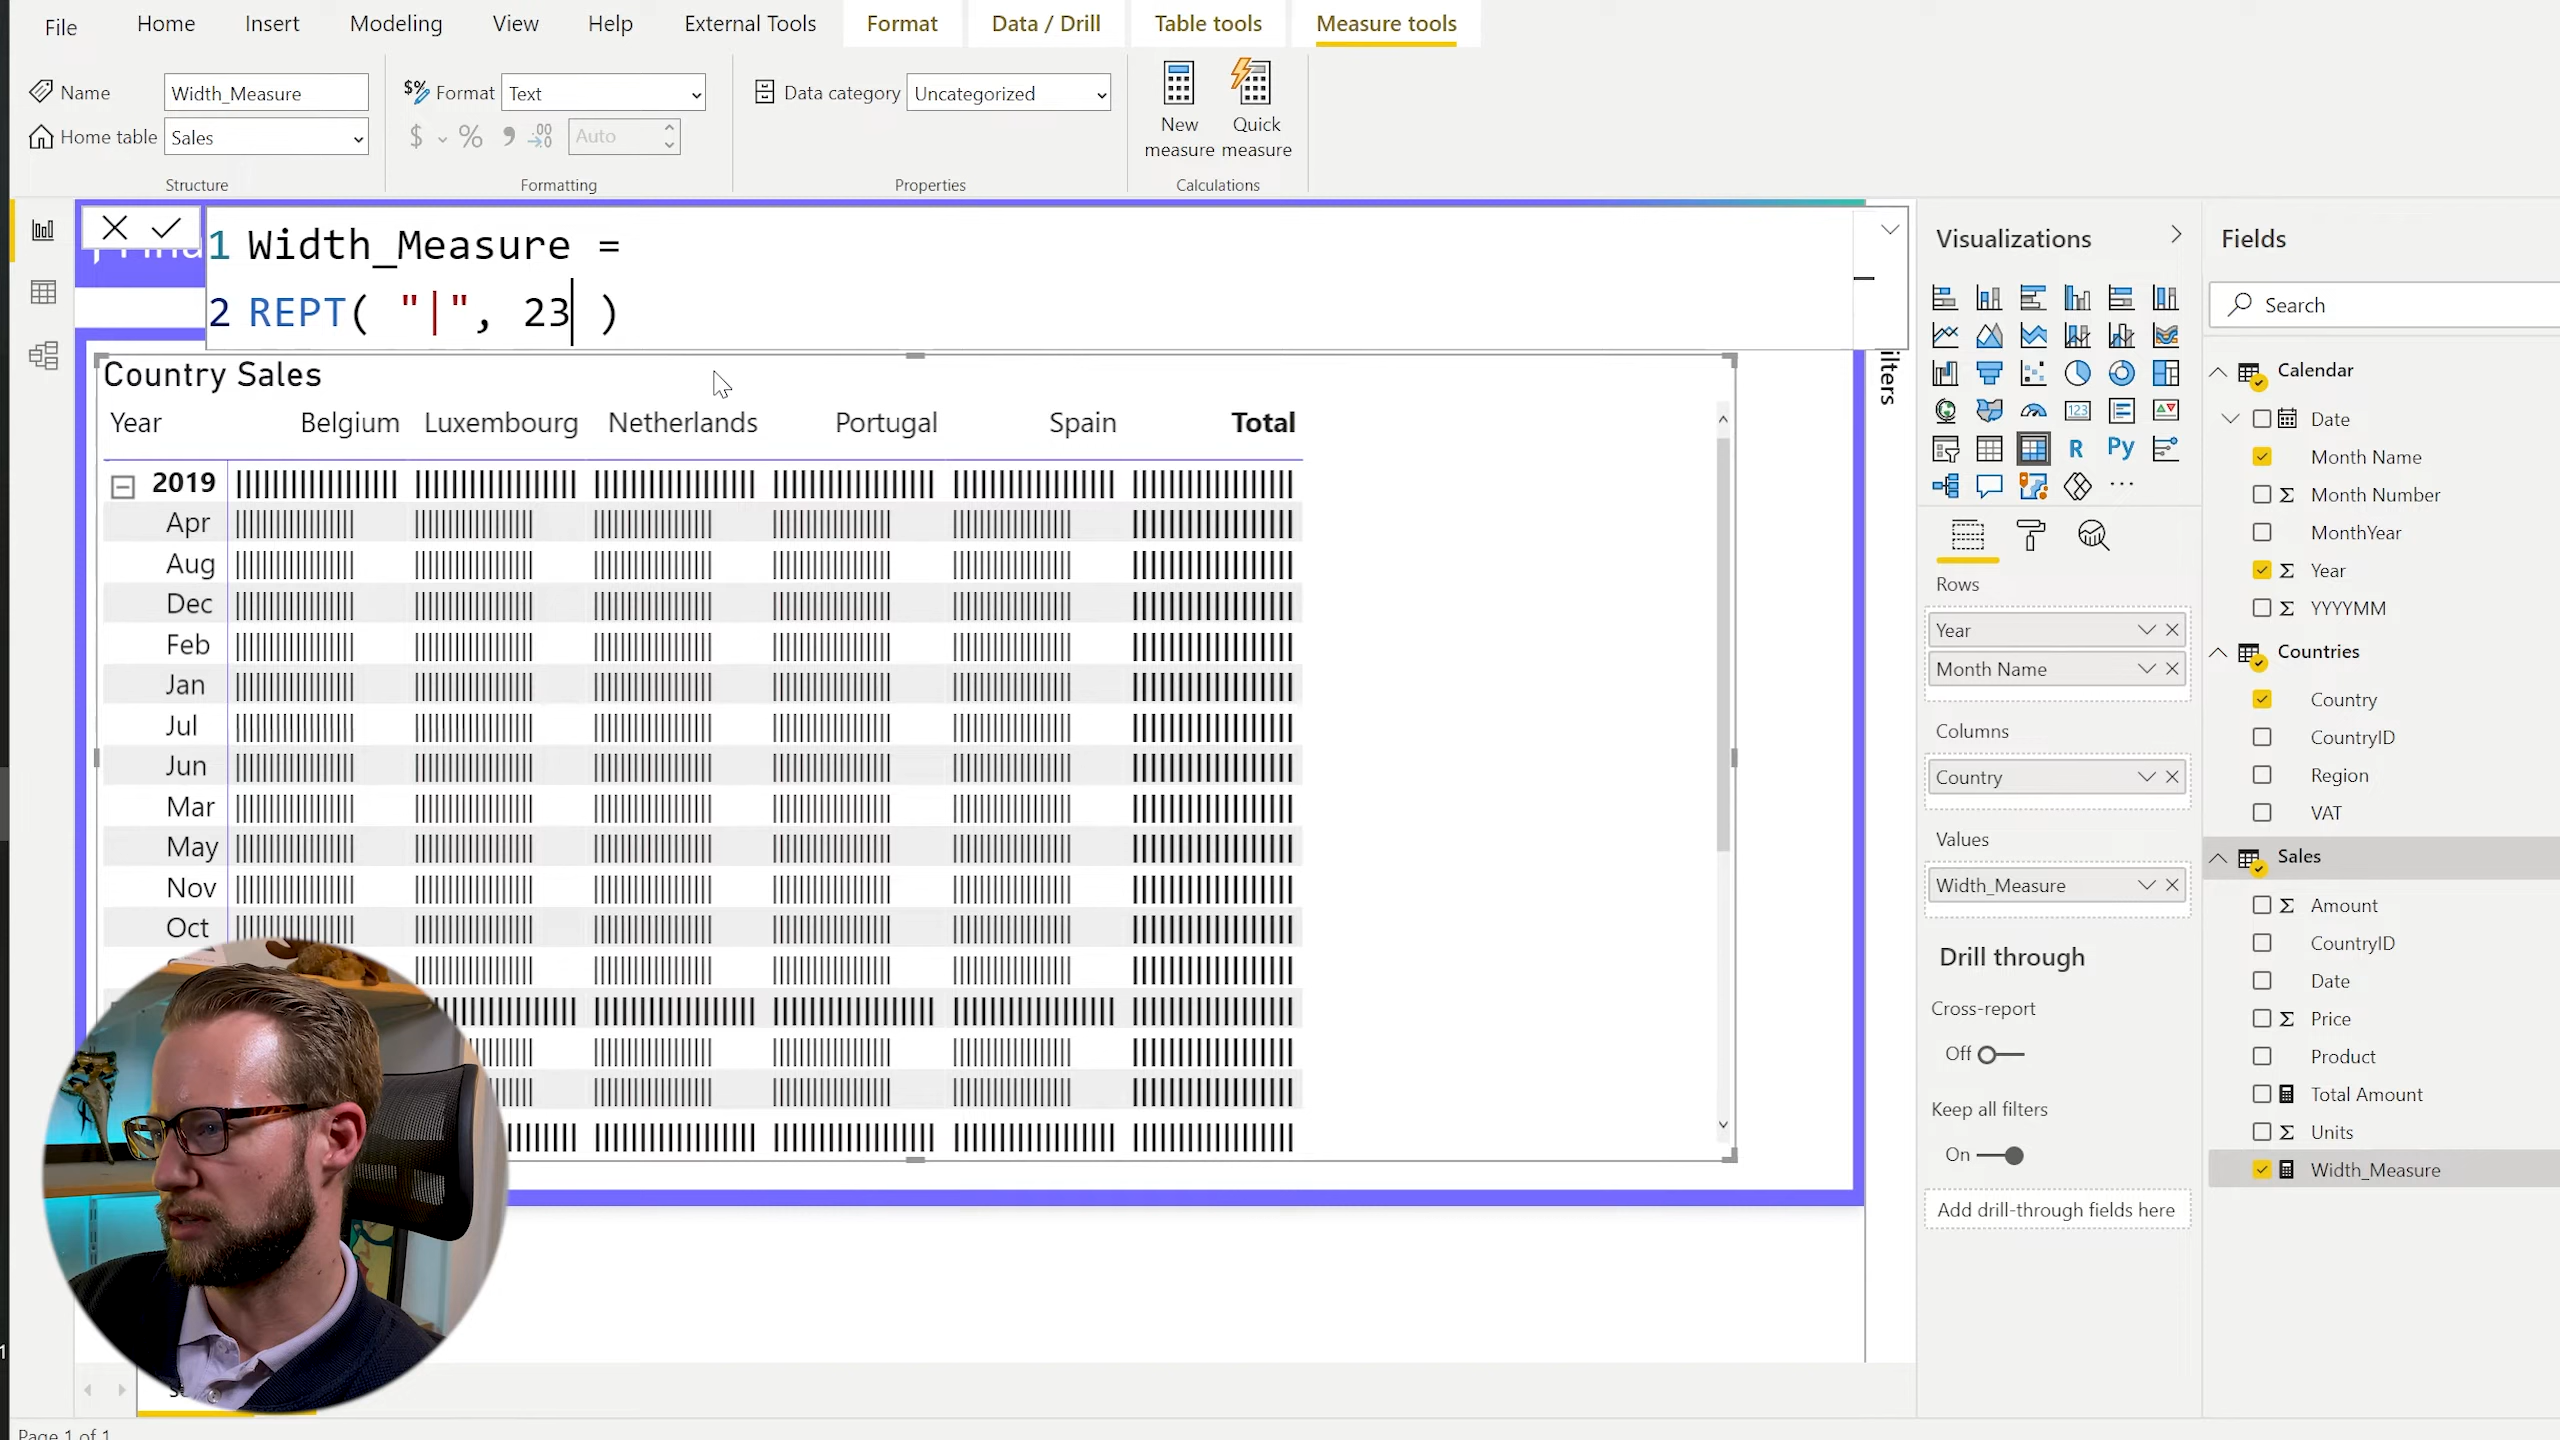 File Home Insert Modeling View Help External Tools Format Data / Drill Table tools Measure tools
Name Width_Measure
Format Text
Data category Uncategorized
New measure
Quick measure
Home table Sales
$ % Auto
Structure Formatting Properties Calculations
1 Width_Measure =
2 REPT( "|", 23 )
Country Sales
Year Belgium Luxembourg Netherlands Portugal Spain Total
2019
Apr
Aug
Dec
Feb
Jan
Jul
Jun
Mar
May
Nov
Oct
Page 1 of 1
Visualizations
123
R Py
Rows
Year
Month Name
Columns
Country
Values
Width_Measure
Drill through
Cross-report
Off
Keep all filters
On
Add drill-through fields here
Fields
Search
Calendar
Date
Month Name
Month Number
MonthYear
Year
YYYYMM
Countries
Country
CountryID
Region
VAT
Sales
Amount
CountryID
Date
Price
Product
Total Amount
Units
Width_Measure